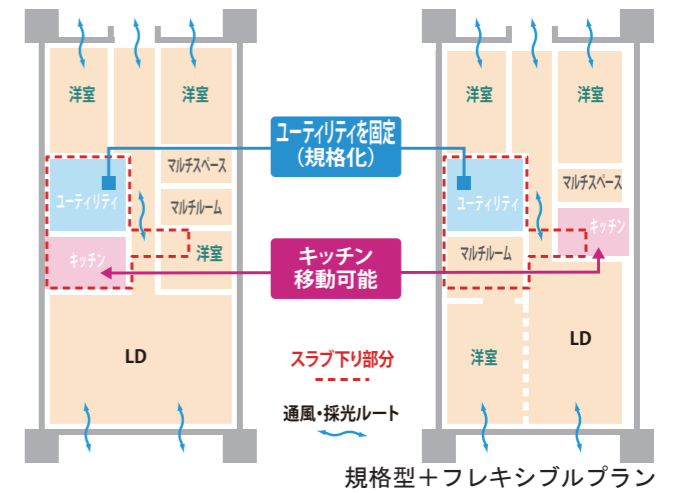 洋室
洋室
マルチスペース
ユーティリティ
マルチルーム
キッチン
洋室
LD
ユーティリティを固定
（規格化）
キッチン
移動可能
スラブ下り部分
通風・採光ルート
洋室
洋室
マルチスペース
ユーティリティ
キッチン
マルチルーム
洋室
LD
規格型＋フレキシブルプラン